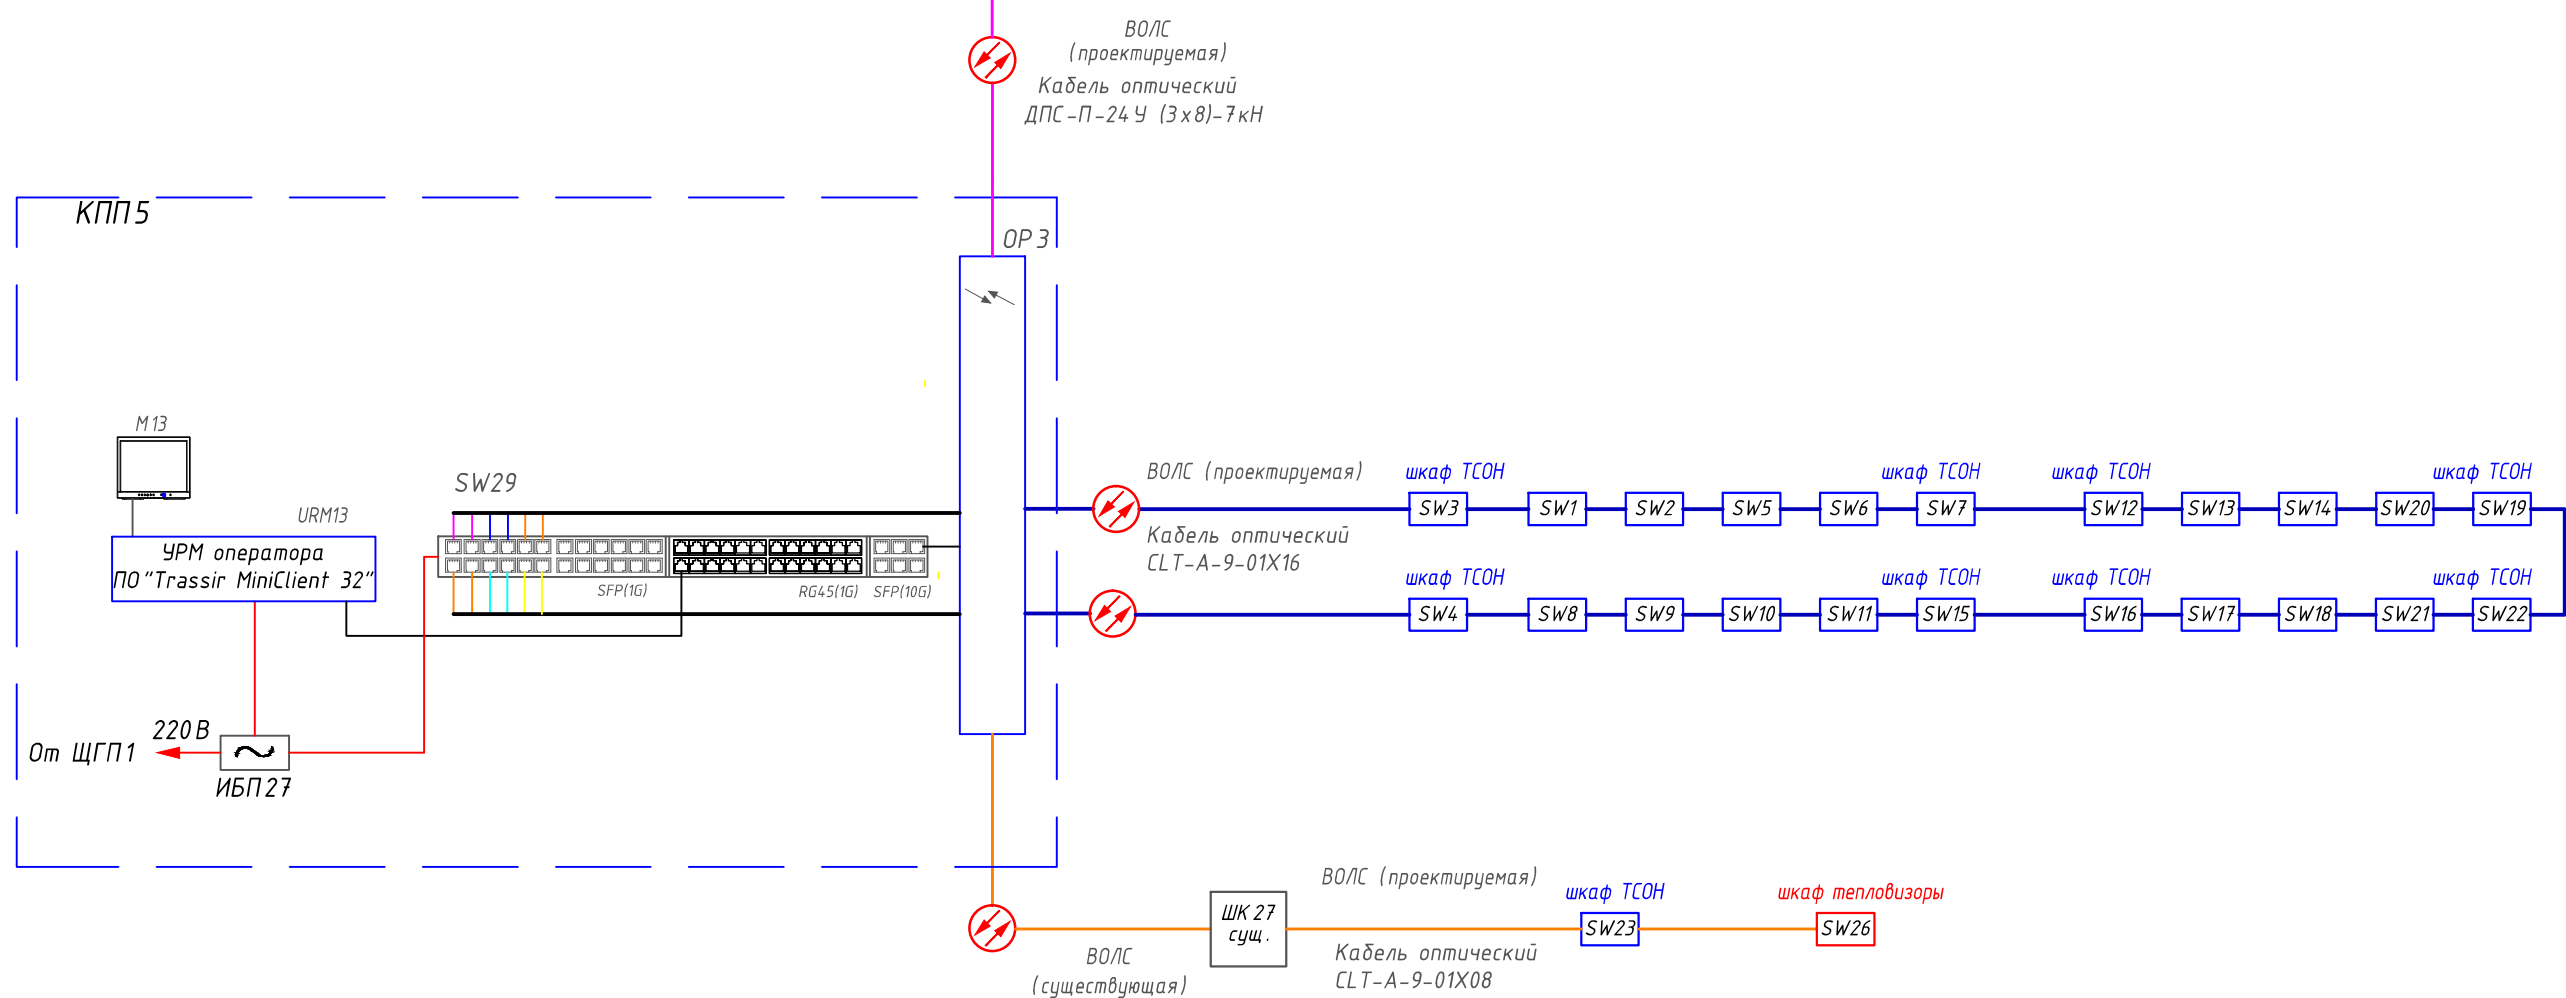 ВОЛС
(проектируемая)
Кабель оптический
ДПС-П-24У (3х8)-7кН
КПП5
ОР3
М13
URM13
УРМ оператора
ПО "Trassir MiniClient 32"
SW29
SFP(1G)
RG45(1G)
SFP(10G)
220В
От ЩГП1
ИБП27
ВОЛС (проектируемая)
Кабель оптический
CLT-A-9-01X16
шкаф ТСОН
шкаф ТСОН
шкаф ТСОН
шкаф ТСОН
SW3
SW1
SW2
SW5
SW6
SW7
SW12
SW13
SW14
SW20
SW19
шкаф ТСОН
шкаф ТСОН
шкаф ТСОН
шкаф ТСОН
SW4
SW8
SW9
SW10
SW11
SW15
SW16
SW17
SW18
SW21
SW22
ВОЛС
(существующая)
ШК27
сущ.
ВОЛС (проектируемая)
Кабель оптический
CLT-A-9-01X08
шкаф ТСОН
SW23
шкаф тепловизоры
SW26